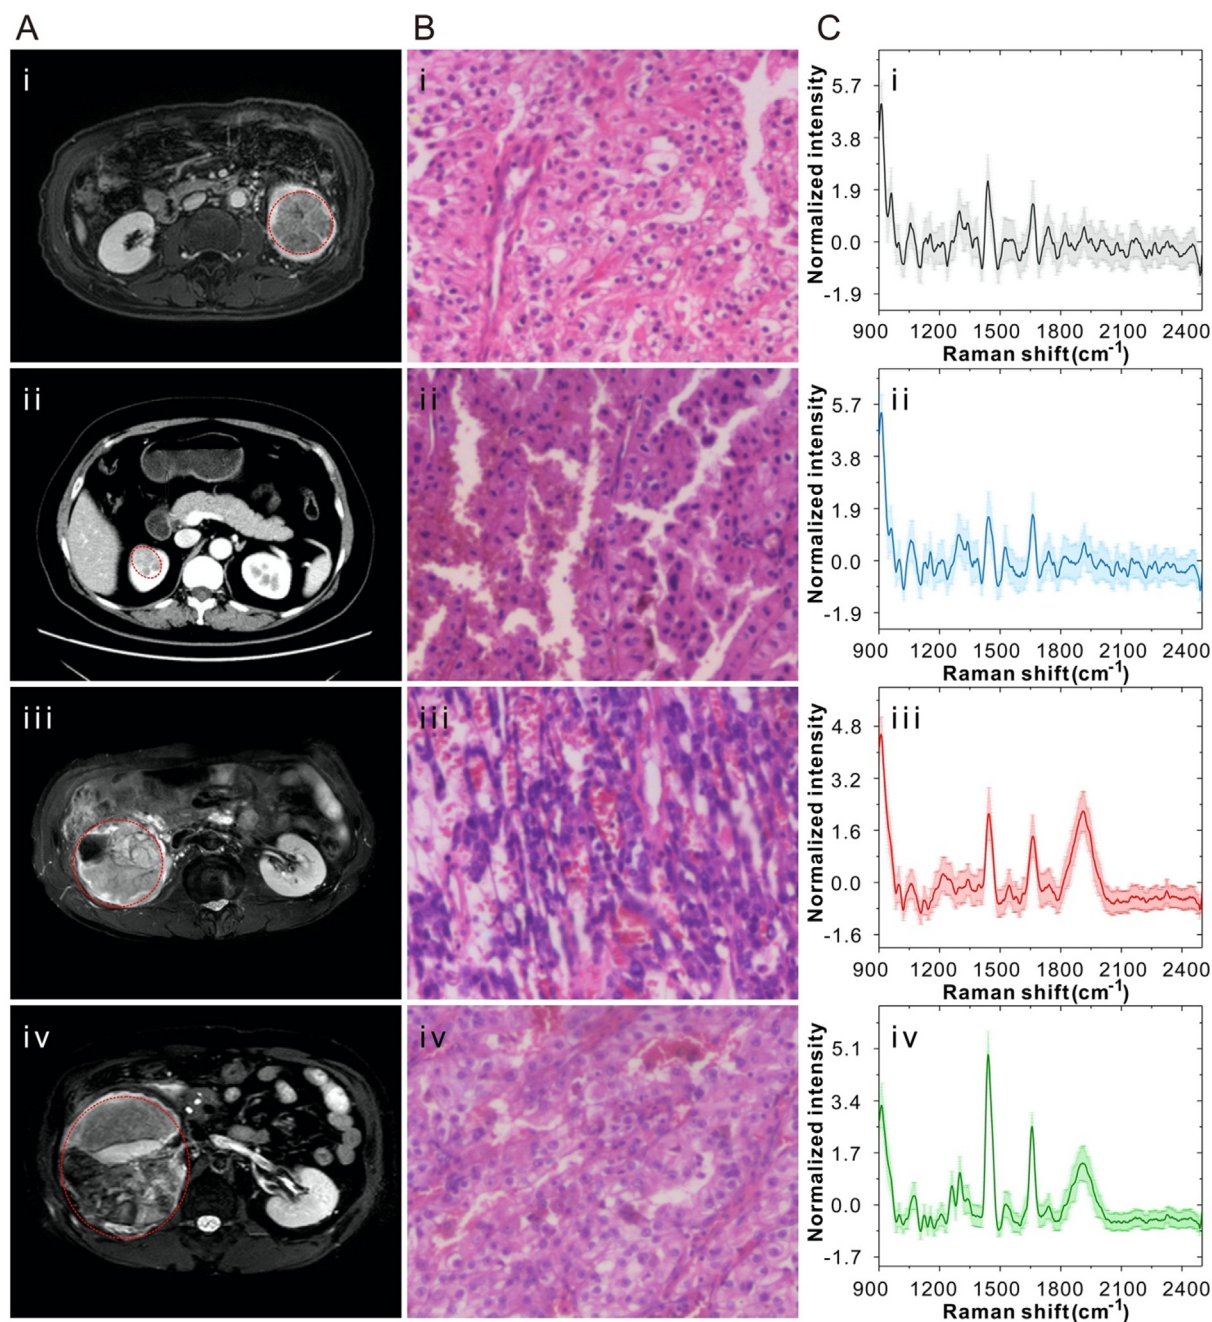 A B C
i
i
i
5.7
3.8
1.9
0.0
-1.9
Normalized intensity
900 1200 1500 1800 2100 2400
Raman shift(cm⁻¹)
ii
ii
ii
5.7
3.8
1.9
0.0
-1.9
Normalized intensity
900 1200 1500 1800 2100 2400
Raman shift(cm⁻¹)
iii
iii
iii
4.8
3.2
1.6
0.0
-1.6
Normalized intensity
900 1200 1500 1800 2100 2400
Raman shift(cm⁻¹)
iv
iv
iv
5.1
3.4
1.7
0.0
-1.7
Normalized intensity
900 1200 1500 1800 2100 2400
Raman shift(cm⁻¹)